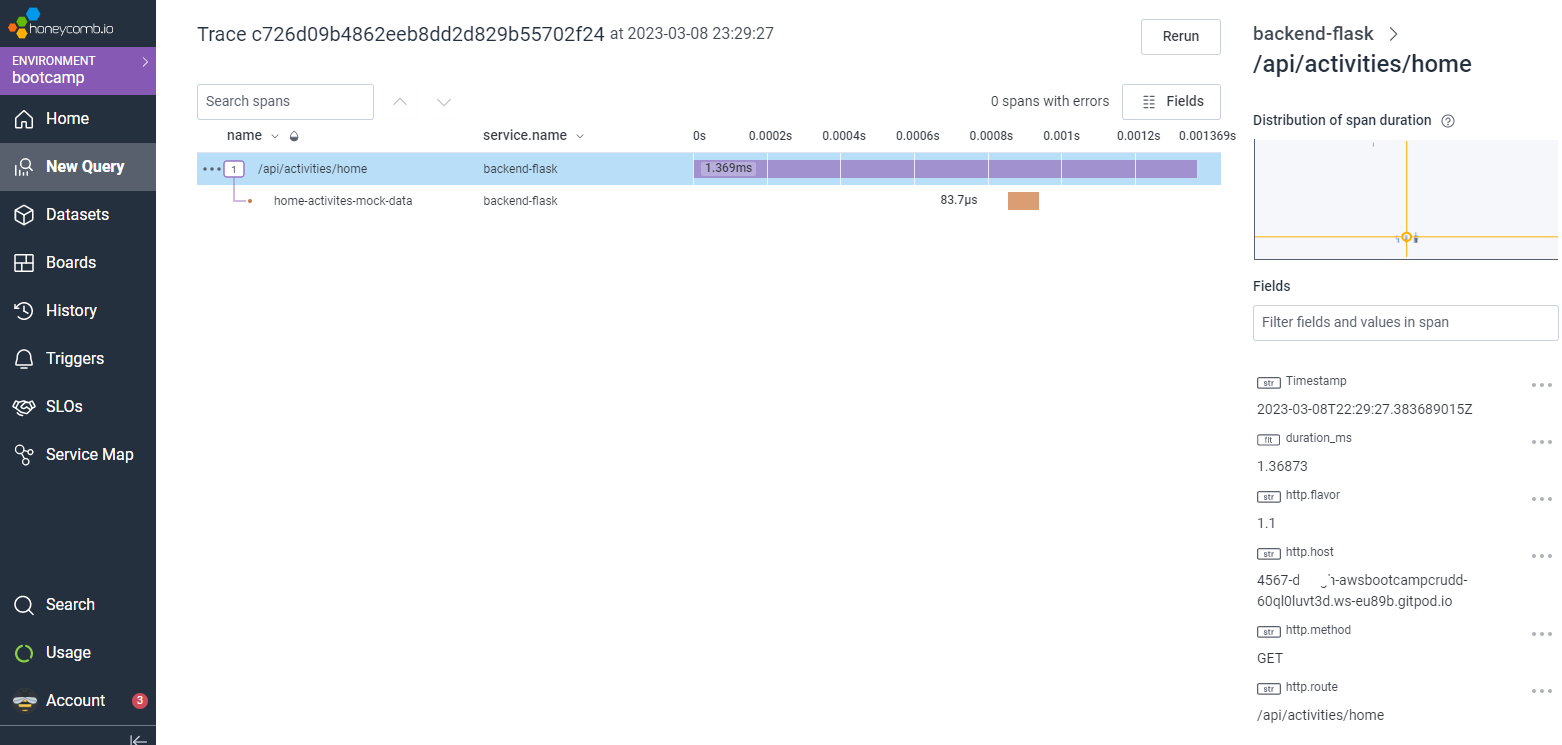 honeycomb.io
ENVIRONMENT
bootcamp
Home
New Query
Datasets
Boards
History
Triggers
SLOs
Service Map
Search
Usage
Account 3
Trace c726d09b4862eeb8dd2d829b55702f24 at 2023-03-08 23:29:27
Rerun
Search spans
0 spans with errors
Fields
name service.name 0s 0.0002s 0.0004s 0.0006s 0.0008s 0.001s 0.0012s 0.001369s
1 /api/activities/home backend-flask 1.369ms
home-activites-mock-data backend-flask 83.7µs
backend-flask
/api/activities/home
Distribution of span duration
Fields
Filter fields and values in span
str Timestamp
2023-03-08T22:29:27.383689015Z
flt duration_ms
1.36873
str http.flavor
1.1
str http.host
4567-d h-awsbootcampcrudd-
60ql0luvt3d.ws-eu89b.gitpod.io
str http.method
GET
str http.route
/api/activities/home